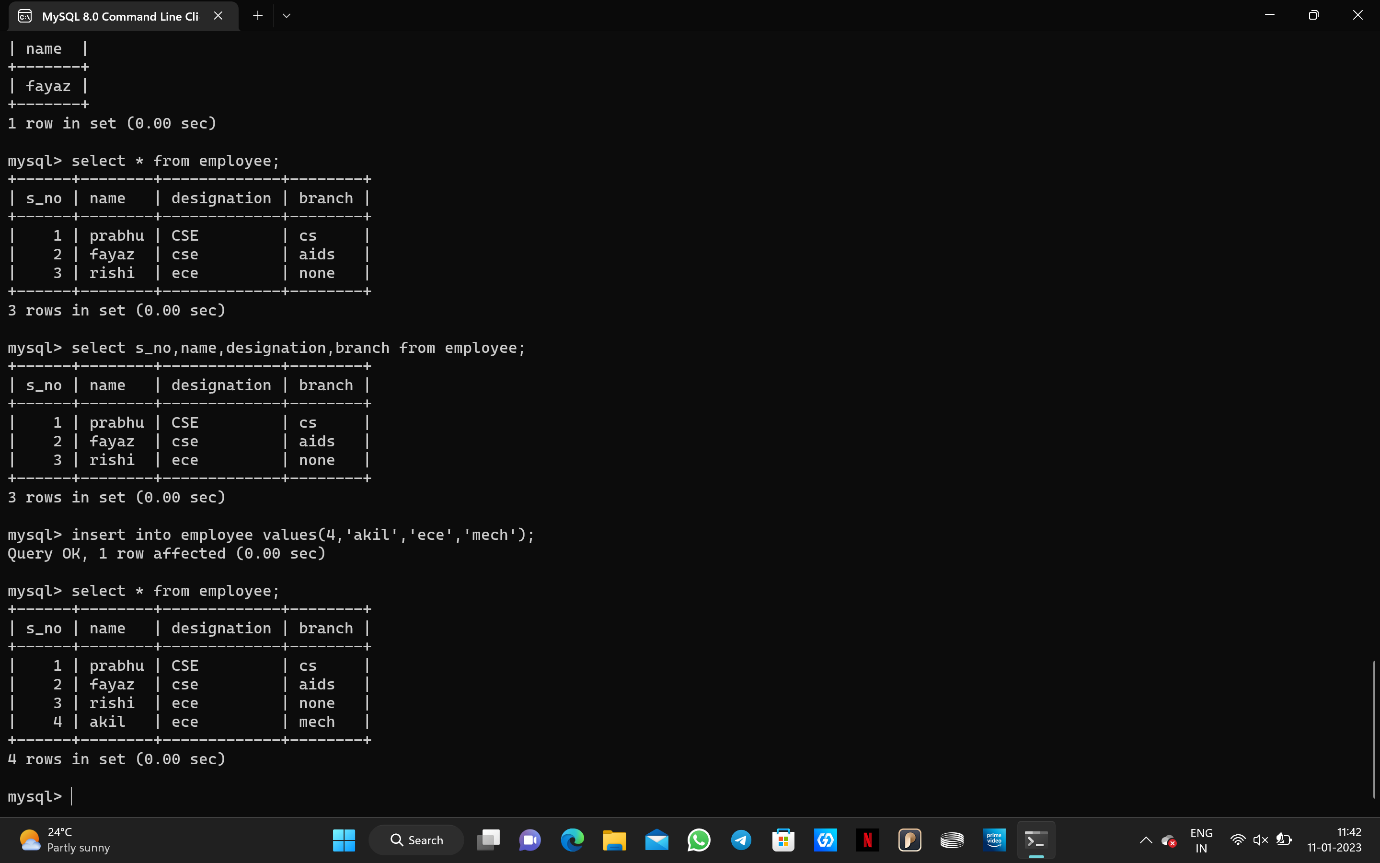 MySQL 8.0 Command Line Cli
| name  |
+-------+
| fayaz |
+-------+
1 row in set (0.00 sec)
mysql> select * from employee;
+------+--------+-------------+--------+
| s_no | name   | designation | branch |
+------+--------+-------------+--------+
|    1 | prabhu | CSE         | cs     |
|    2 | fayaz  | cse         | aids   |
|    3 | rishi  | ece         | none   |
+------+--------+-------------+--------+
3 rows in set (0.00 sec)
mysql> select s_no,name,designation,branch from employee;
+------+--------+-------------+--------+
| s_no | name   | designation | branch |
+------+--------+-------------+--------+
|    1 | prabhu | CSE         | cs     |
|    2 | fayaz  | cse         | aids   |
|    3 | rishi  | ece         | none   |
+------+--------+-------------+--------+
3 rows in set (0.00 sec)
mysql> insert into employee values(4,'akil','ece','mech');
Query OK, 1 row affected (0.00 sec)
mysql> select * from employee;
+------+--------+-------------+--------+
| s_no | name   | designation | branch |
+------+--------+-------------+--------+
|    1 | prabhu | CSE         | cs     |
|    2 | fayaz  | cse         | aids   |
|    3 | rishi  | ece         | none   |
|    4 | akil   | ece         | mech   |
+------+--------+-------------+--------+
4 rows in set (0.00 sec)
mysql>
24°C
Partly sunny
Search
N
prime video
ENG
IN
11:42
11-01-2023